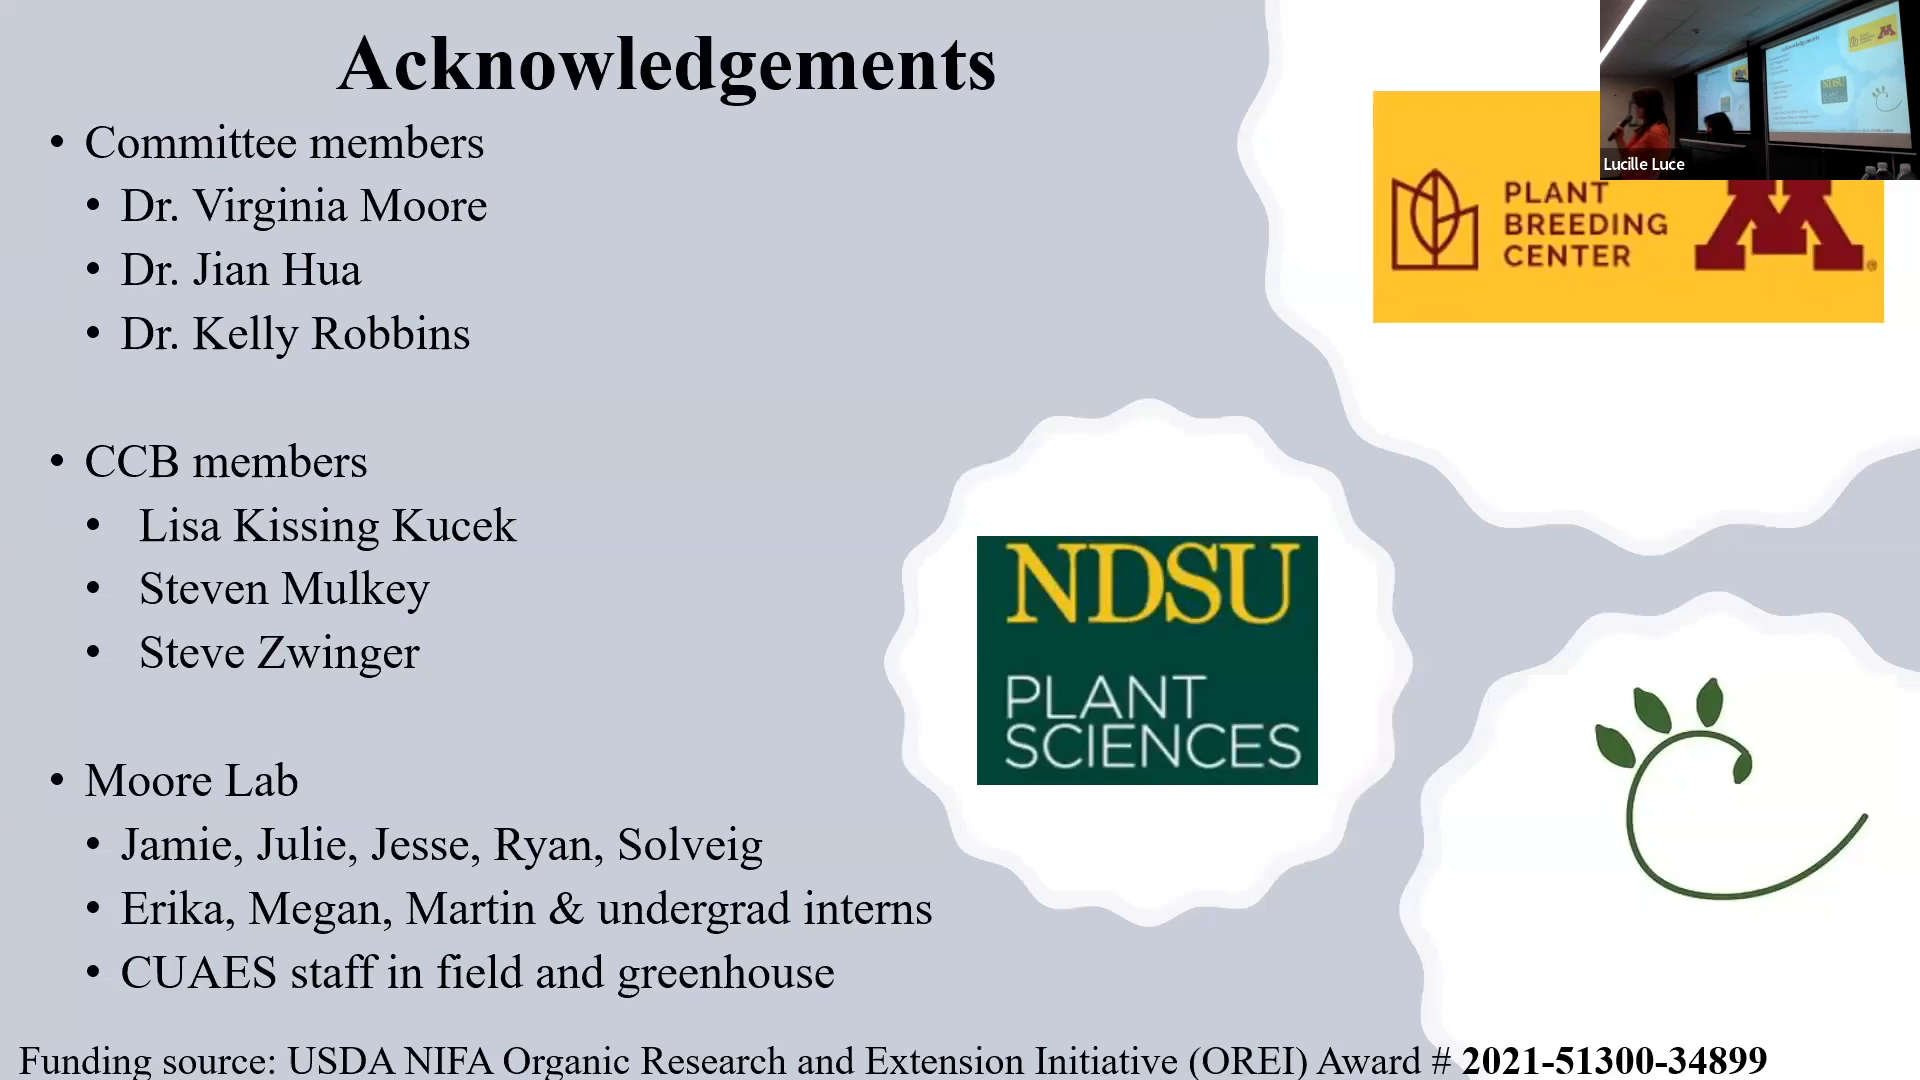 Acknowledgements
• Committee members
• Dr. Virginia Moore
• Dr. Jian Hua
• Dr. Kelly Robbins
• CCB members
• Lisa Kissing Kucek
• Steven Mulkey
• Steve Zwinger
• Moore Lab
• Jamie, Julie, Jesse, Ryan, Solveig
• Erika, Megan, Martin & undergrad interns
• CUAES staff in field and greenhouse
Funding source: USDA NIFA Organic Research and Extension Initiative (OREI) Award # 2021-51300-34899
PLANT
BREEDING
CENTER
M
®
NDSU
PLANT
SCIENCES
Acknowledgements
NDSU
Lucille Luce